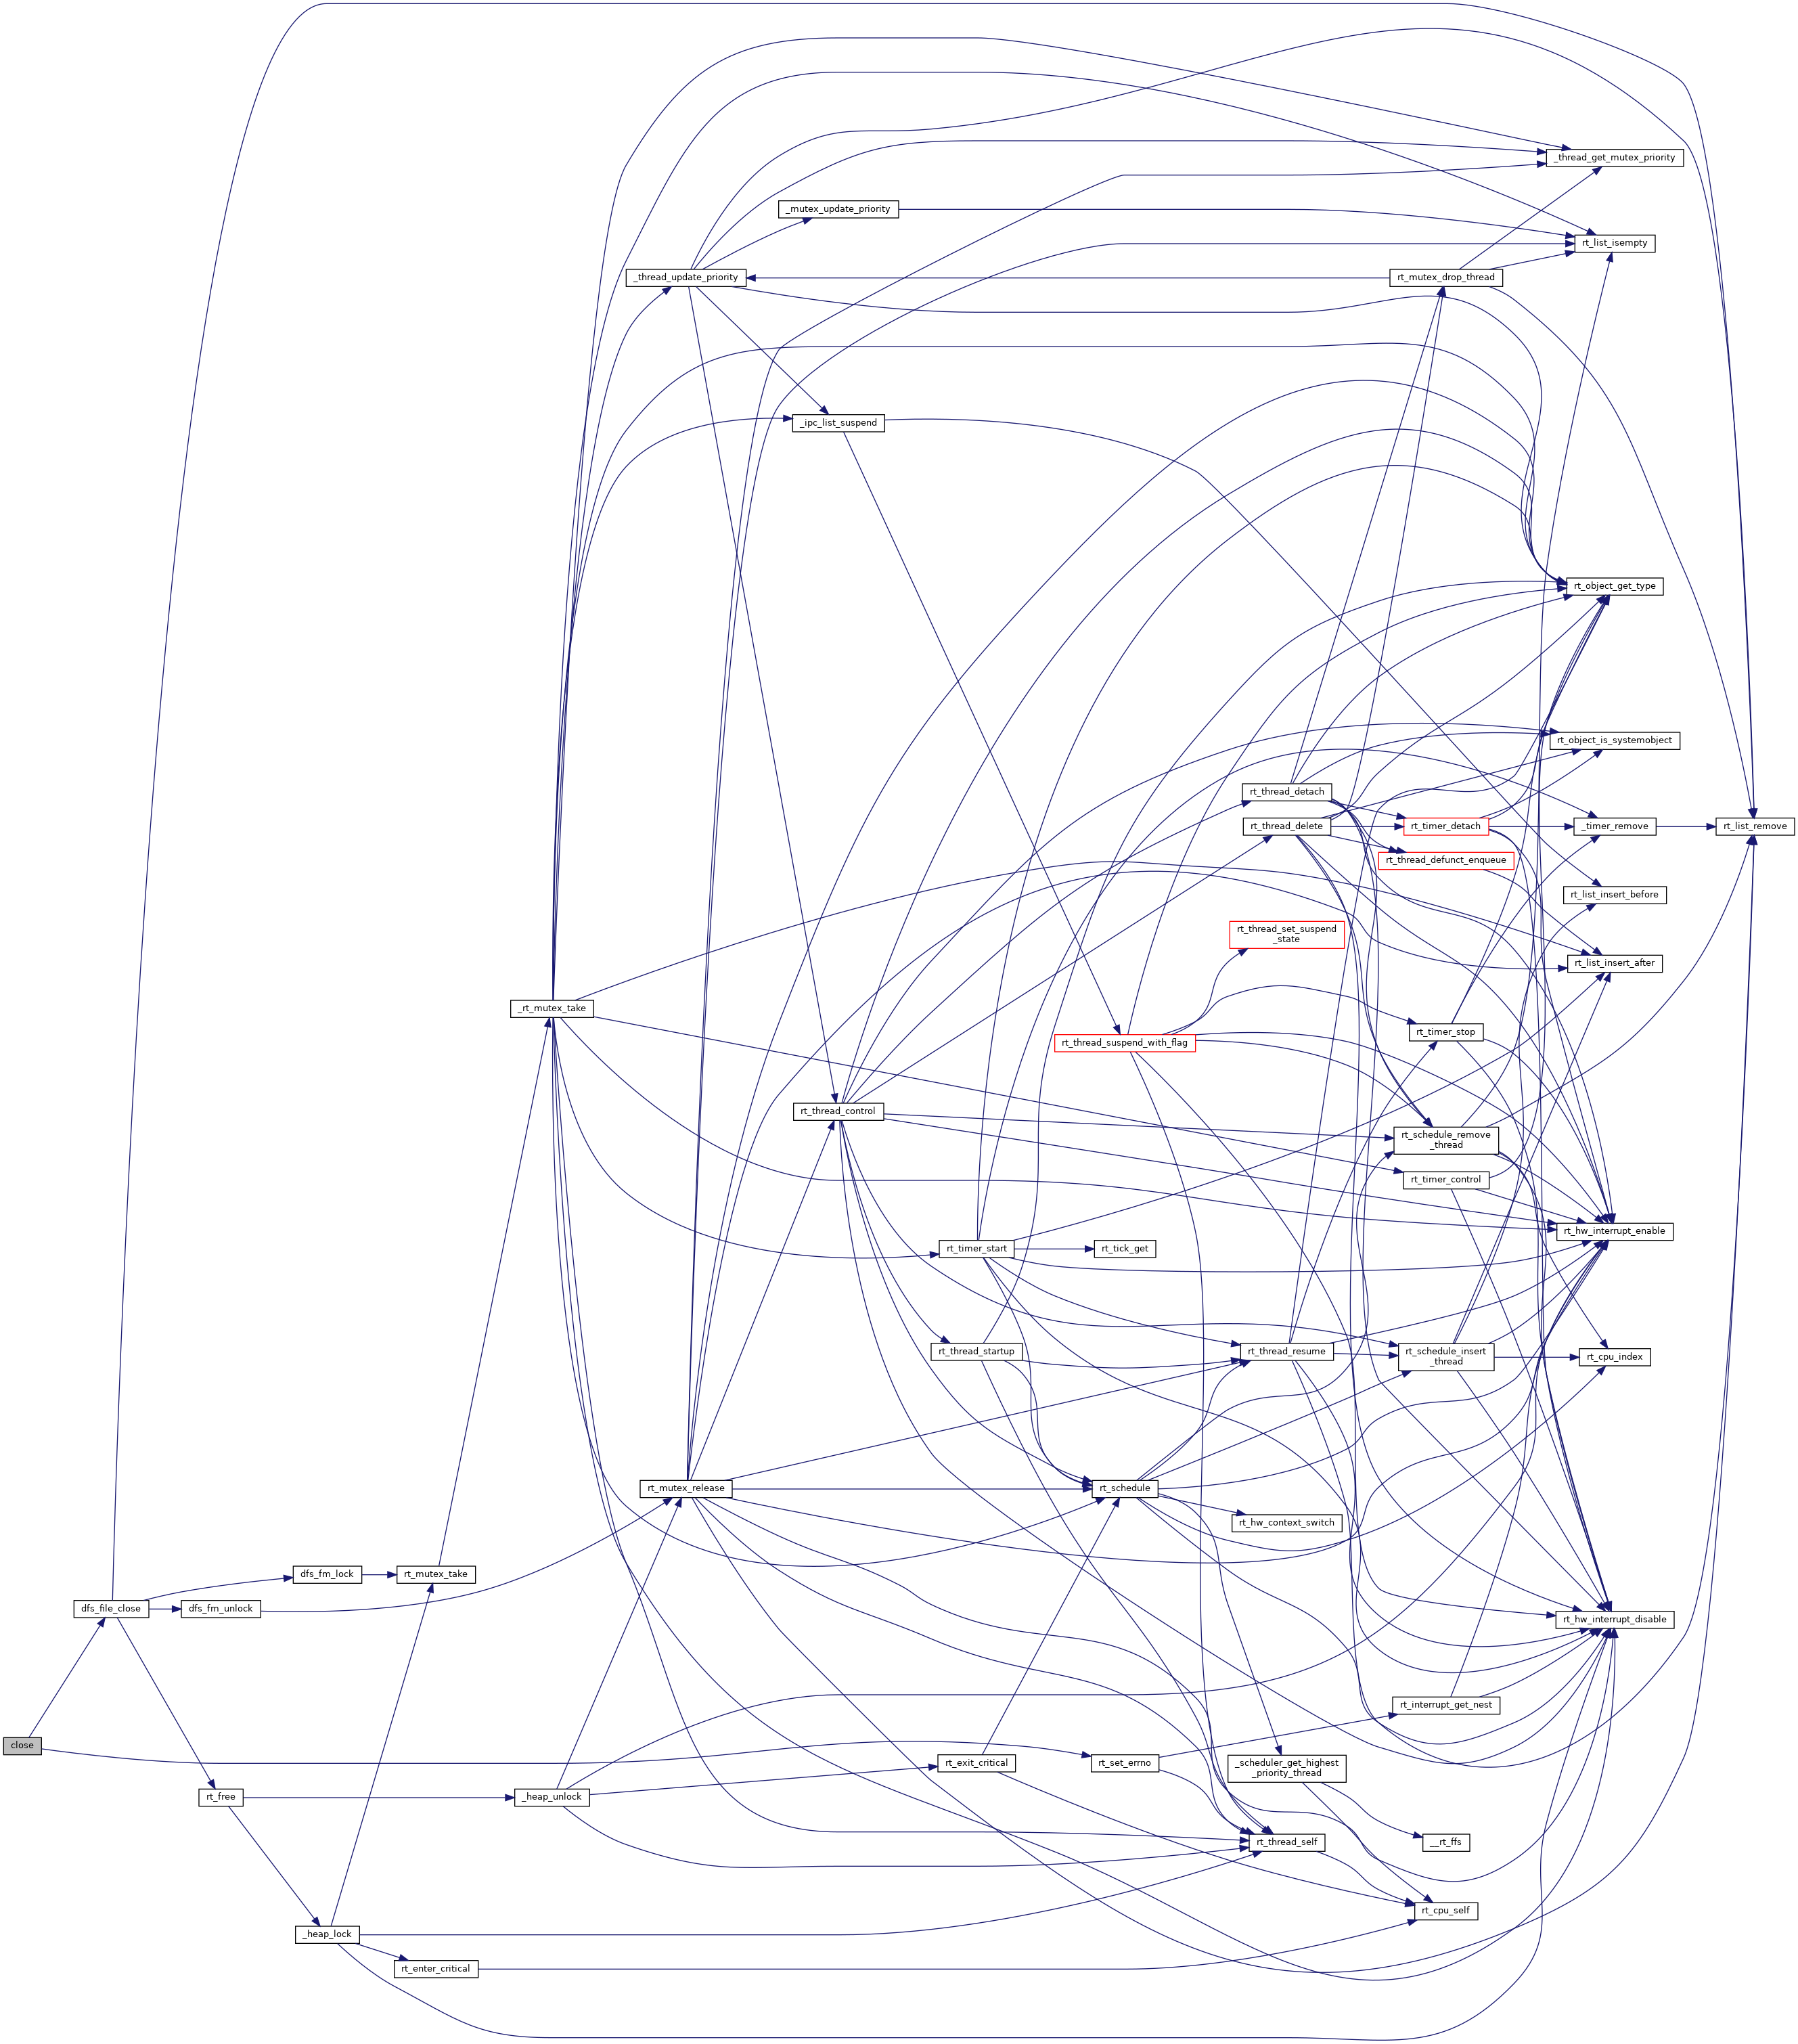 _thread_get_mutex_priority
_mutex_update_priority
rt_list_isempty
_thread_update_priority
rt_mutex_drop_thread
_ipc_list_suspend
rt_object_get_type
rt_object_is_systemobject
rt_thread_detach
rt_thread_delete
rt_timer_detach
_timer_remove
rt_list_remove
rt_thread_defunct_enqueue
rt_list_insert_before
rt_thread_set_suspend
_state
rt_list_insert_after
_rt_mutex_take
rt_timer_stop
rt_thread_suspend_with_flag
rt_thread_control
rt_schedule_remove
_thread
rt_timer_control
rt_hw_interrupt_enable
rt_timer_start
rt_tick_get
rt_thread_startup
rt_thread_resume
rt_schedule_insert
_thread
rt_cpu_index
rt_mutex_release
rt_schedule
rt_hw_context_switch
dfs_fm_lock
rt_mutex_take
dfs_file_close
dfs_fm_unlock
rt_hw_interrupt_disable
rt_interrupt_get_nest
close
rt_exit_critical
rt_set_errno
_scheduler_get_highest
_priority_thread
rt_free
_heap_unlock
rt_thread_self
__rt_ffs
rt_cpu_self
_heap_lock
rt_enter_critical